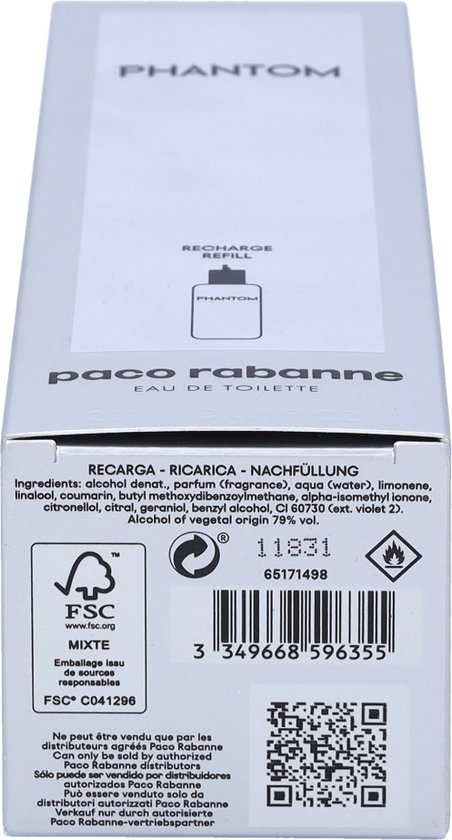 PHANTOM
RECHARGE
REFILL
PHANTOM
paco rabanne
EAU DE TOILETTE
RECARGA - RICARICA - NACHFÜLLUNG
Ingredients: alcohol denat., parfum (fragrance), aqua (water), limonene,
linalool, coumarin, butyl methoxydibenzoylmethane, alpha-isomethyl ionone,
citronellol, citral, geraniol, benzyl alcohol, CI 60730 (ext. violet 2).
Alcohol of vegetal origin 79% vol.
™
FSC
www.fsc.org
MIXTE
Emballage issu
de sources
responsables
FSC® C041296
®
11831
65171498
3 349668 596355
Ne peut être vendu que par les
distributeurs agréés Paco Rabanne
Can only be sold by authorized
Paco Rabanne distributors
Sólo puede ser vendido por distribuidores
autorizados Paco Rabanne
Può essere venduto solo da
distributori autorizzati Paco Rabanne
Verkauf nur durch autorisierte
Paco Rabanne-vertriebspartner